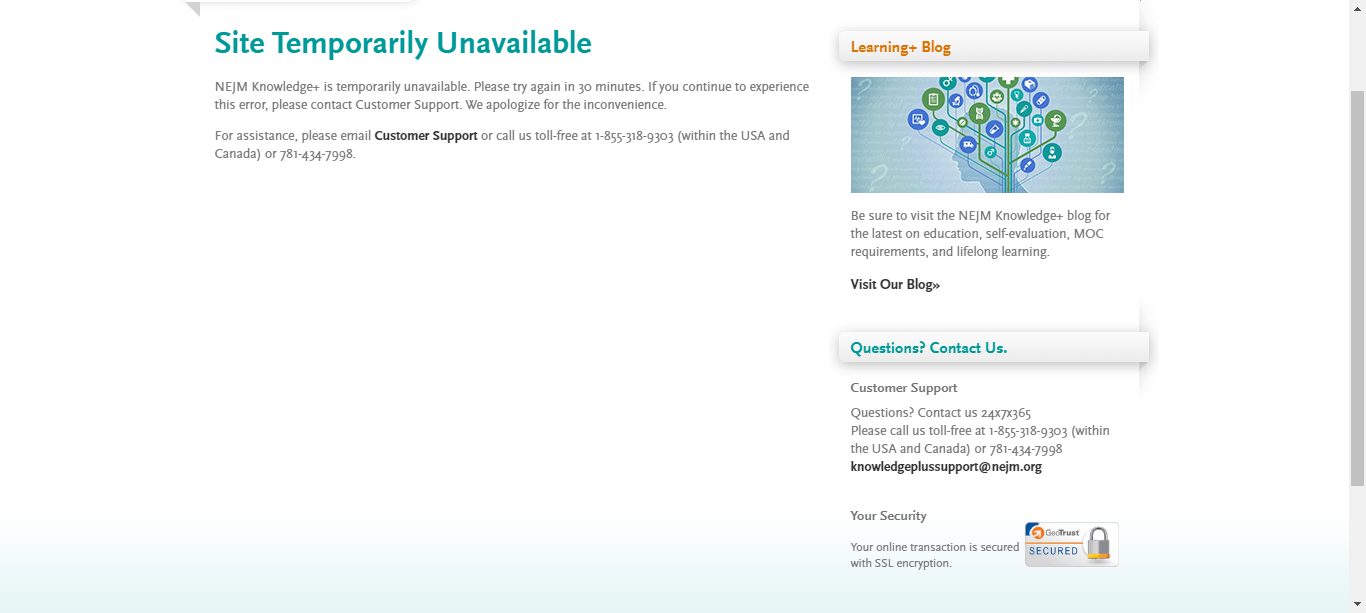 Site Temporarily Unavailable
NEJM Knowledge+ is temporarily unavailable. Please try again in 30 minutes. If you continue to experience
this error, please contact Customer Support. We apologize for the inconvenience.
For assistance, please email Customer Support or call us toll-free at 1-855-318-9303 (within the USA and
Canada) or 781-434-7998.
Learning+ Blog
Be sure to visit the NEJM Knowledge+ blog for
the latest on education, self-evaluation, MOC
requirements, and lifelong learning.
Visit Our Blog»
Questions? Contact Us.
Customer Support
Questions? Contact us 24x7x365
Please call us toll-free at 1-855-318-9303 (within
the USA and Canada) or 781-434-7998
knowledgeplussupport@nejm.org
Your Security
Your online transaction is secured
with SSL encryption.
GeoTrust
SECURED